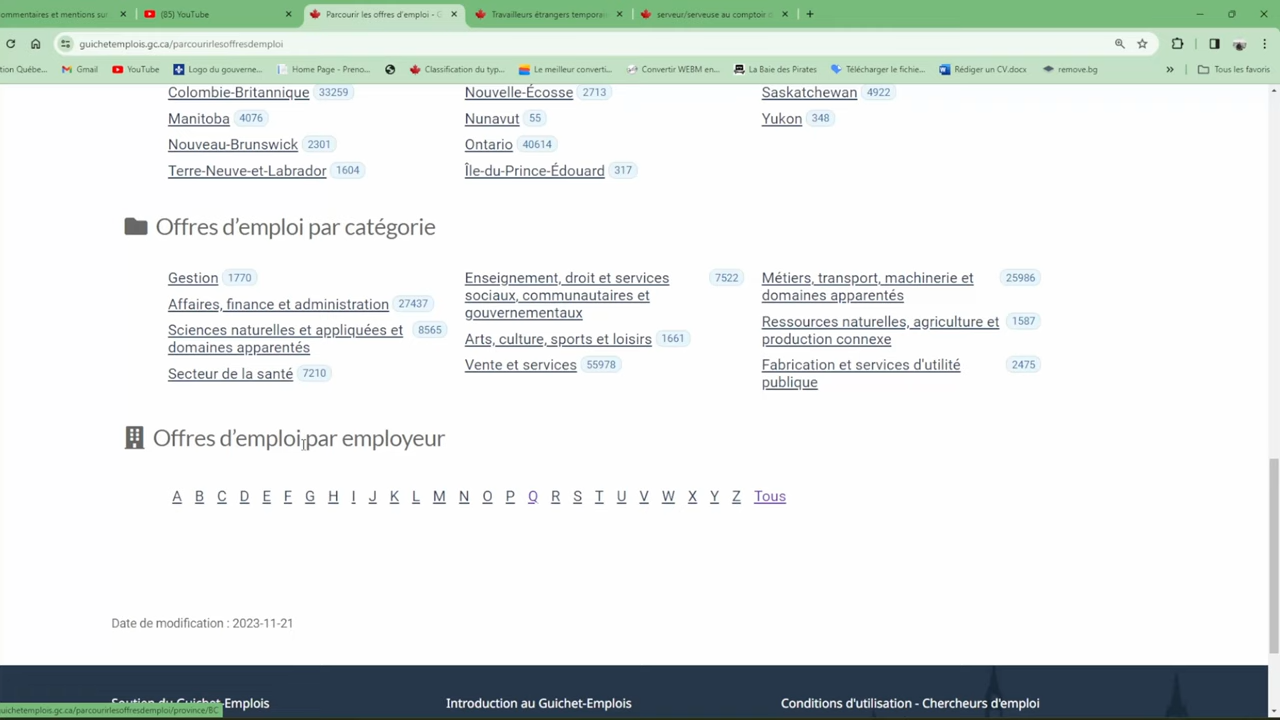 ommentaires et mentions su
(85) YouTube
Parcourir les offres d'emploi - G
Travailleurs étrangers temporai
serveur/serveuse au comptoir d
guichetemplois.gc.ca/parcourirlesoffresdemploi
tion Québe...
Gmail
YouTube
Logo du gouverne...
Home Page - Preno...
Classification du typ...
Le meilleur converti...
Convertir WEBM en...
La Baie des Pirates
Télécharger le fichie...
Rédiger un CV.docx
remove.bg
»
Tous les favoris
Colombie-Britannique 33259
Nouvelle-Écosse 2713
Saskatchewan 4922
Manitoba 4076
Nunavut 55
Yukon 348
Nouveau-Brunswick 2301
Ontario 40614
Terre-Neuve-et-Labrador 1604
Île-du-Prince-Édouard 317
Offres d'emploi par catégorie
Gestion 1770
Affaires, finance et administration 27437
Sciences naturelles et appliquées et 8565
domaines apparentés
Secteur de la santé 7210
Enseignement, droit et services 7522
sociaux, communautaires et
gouvernementaux
Arts, culture, sports et loisirs 1661
Vente et services 55978
Métiers, transport, machinerie et 25986
domaines apparentés
Ressources naturelles, agriculture et 1587
production connexe
Fabrication et services d'utilité 2475
publique
Offres d'emploi par employeur
A B C D E F G H I J K L M N O P Q R S T U V W X Y Z Tous
Date de modification : 2023-11-21
Soutien du Guichet-Emplois
Introduction au Guichet-Emplois
Conditions d'utilisation - Chercheurs d'emploi
guichetemplois.gc.ca/parcourirlesoffresdemploi/province/BC